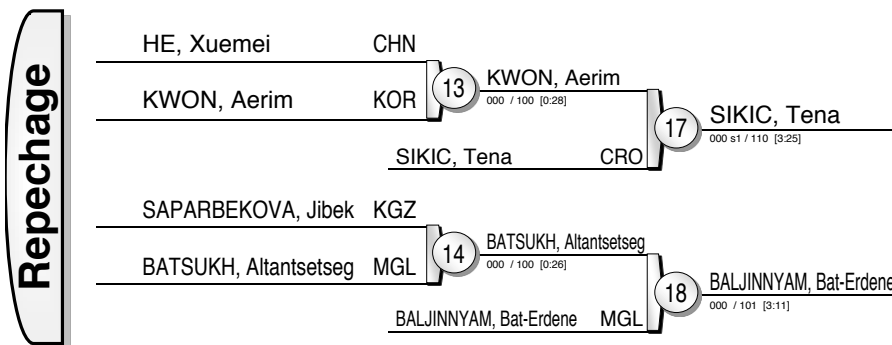 Repechage
HE, Xuemei CHN
KWON, Aerim KOR
13
KWON, Aerim
000 / 100 [0:28]
SIKIC, Tena CRO
17
SIKIC, Tena
000 s1 / 110 [3:25]
SAPARBEKOVA, Jibek KGZ
BATSUKH, Altantsetseg MGL
14
BATSUKH, Altantsetseg
000 / 100 [0:26]
BALJINNYAM, Bat-Erdene MGL
18
BALJINNYAM, Bat-Erdene
000 / 101 [3:11]